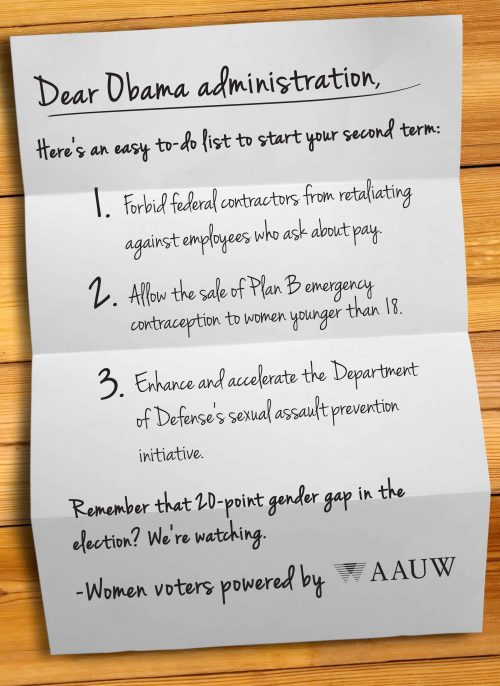 Dear Obama administration,
Here's an easy to-do list to start your second term:
1. Forbid federal contractors from retaliating
against employees who ask about pay.
2. Allow the sale of Plan B emergency
contraception to women younger than 18.
3. Enhance and accelerate the Department
of Defense's sexual assault prevention
initiative.
Remember that 20-point gender gap in the
election? We're watching.
-Women voters powered by AAUW